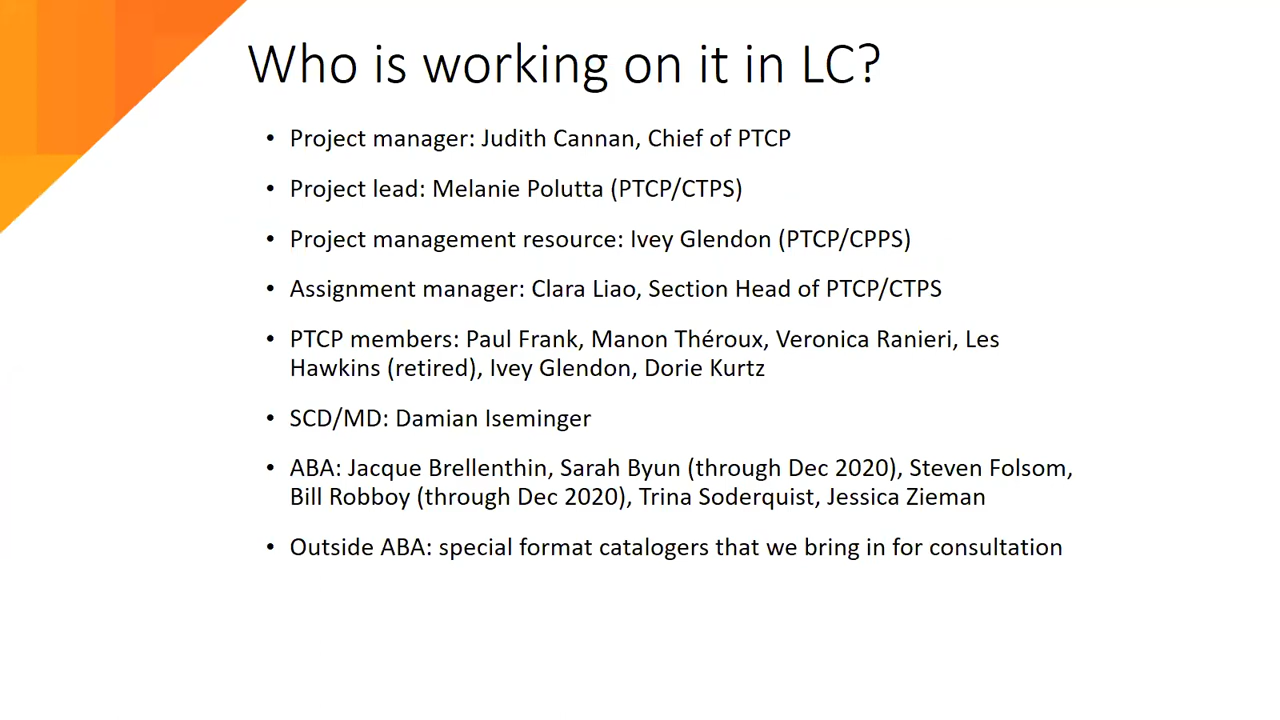 Who is working on it in LC?
• Project manager: Judith Cannan, Chief of PTCP
• Project lead: Melanie Polutta (PTCP/CTPS)
• Project management resource: Ivey Glendon (PTCP/CPPS)
• Assignment manager: Clara Liao, Section Head of PTCP/CTPS
• PTCP members: Paul Frank, Manon Théroux, Veronica Ranieri, Les
Hawkins (retired), Ivey Glendon, Dorie Kurtz
• SCD/MD: Damian Iseminger
• ABA: Jacque Brellenthin, Sarah Byun (through Dec 2020), Steven Folsom,
Bill Robboy (through Dec 2020), Trina Soderquist, Jessica Zieman
• Outside ABA: special format catalogers that we bring in for consultation